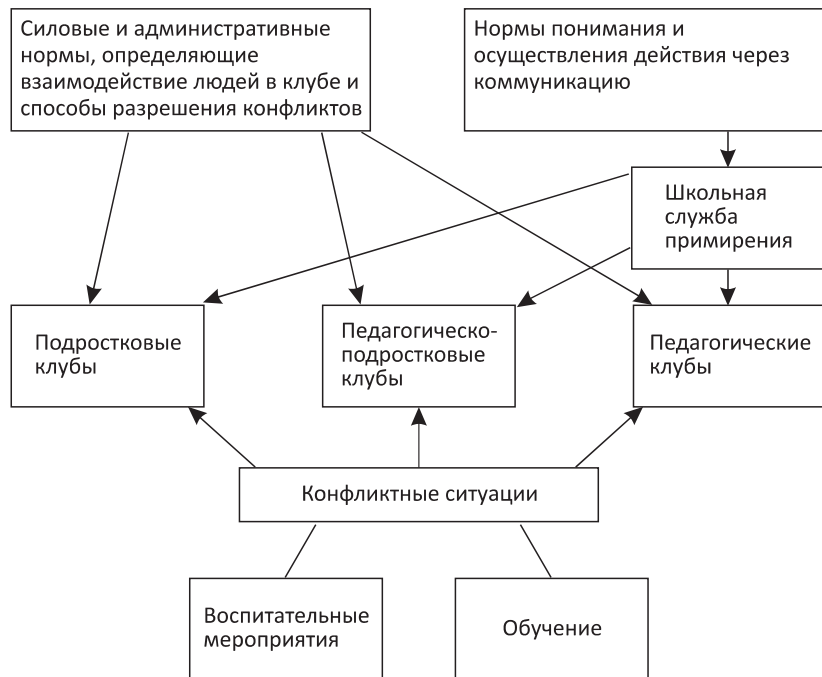 Силовые и административные
нормы, определяющие
взаимодействие людей в клубе и
способы разрешения конфликтов
Нормы понимания и
осуществления действия через
коммуникацию
Школьная
служба
примирения
Подростковые
клубы
Педагогическо-
подростковые
клубы
Педагогические
клубы
Конфликтные ситуации
Воспитательные
мероприятия
Обучение